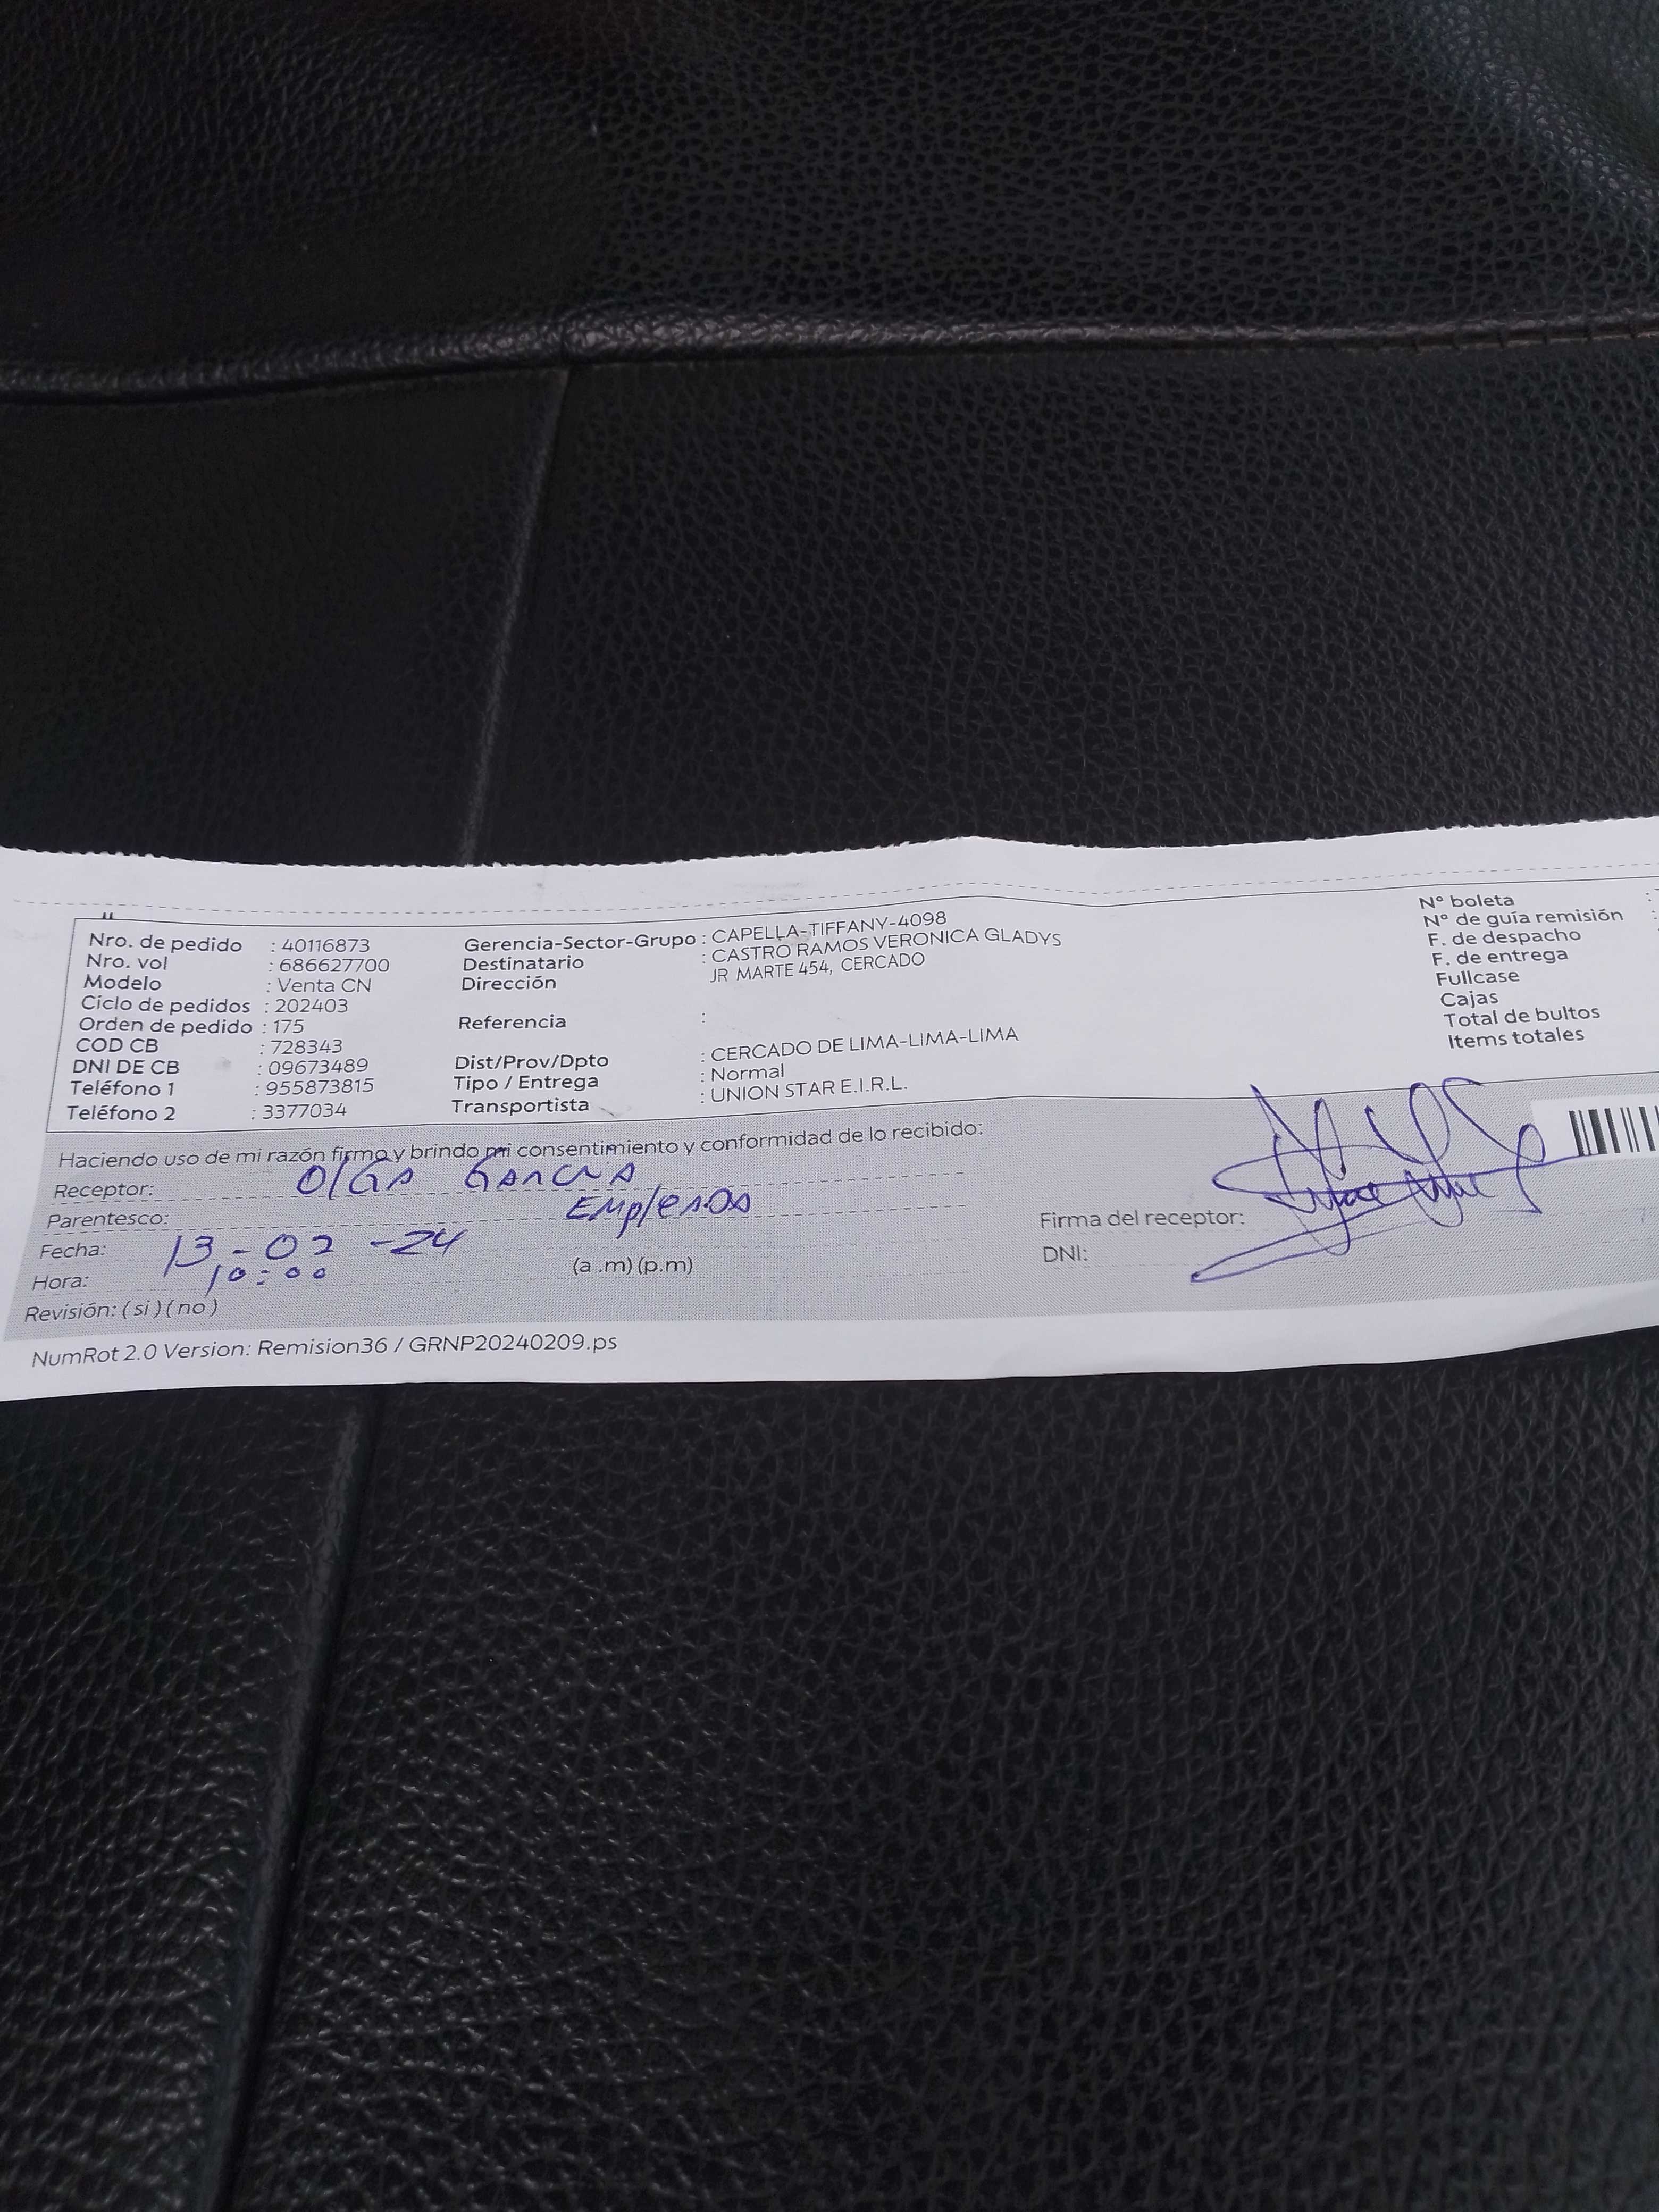 Nro. de pedido : 40116873
Nro. vol : 686627700
Modelo : Venta CN
Ciclo de pedidos : 202403
Orden de pedido : 175
COD CB : 728343
DNI DE CB : 09673489
Teléfono 1 : 955873815
Teléfono 2 : 3377034
Gerencia-Sector-Grupo : CAPELLA-TIFFANY-4098
Destinatario : CASTRO RAMOS VERONICA GLADYS
Dirección JR MARTE 454, CERCADO
Referencia :
Dist/Prov/Dpto : CERCADO DE LIMA-LIMA-LIMA
Tipo / Entrega : Normal
Transportista : UNION STAR E.I.R.L.
N° boleta :
N° de guía remisión :
F. de despacho
F. de entrega
Fullcase
Cajas
Total de bultos
Items totales
Haciendo uso de mi razón firmo y brindo mi consentimiento y conformidad de lo recibido:
Receptor: Olga GARCIA
Parentesco:
Fecha: 13-02-24
Hora: 10:00 (a.m) (p.m)
Revisión: ( si ) ( no )
Firma del receptor:
DNI:
NumRot 2.0 Version: Remision36 / GRNP20240209.ps